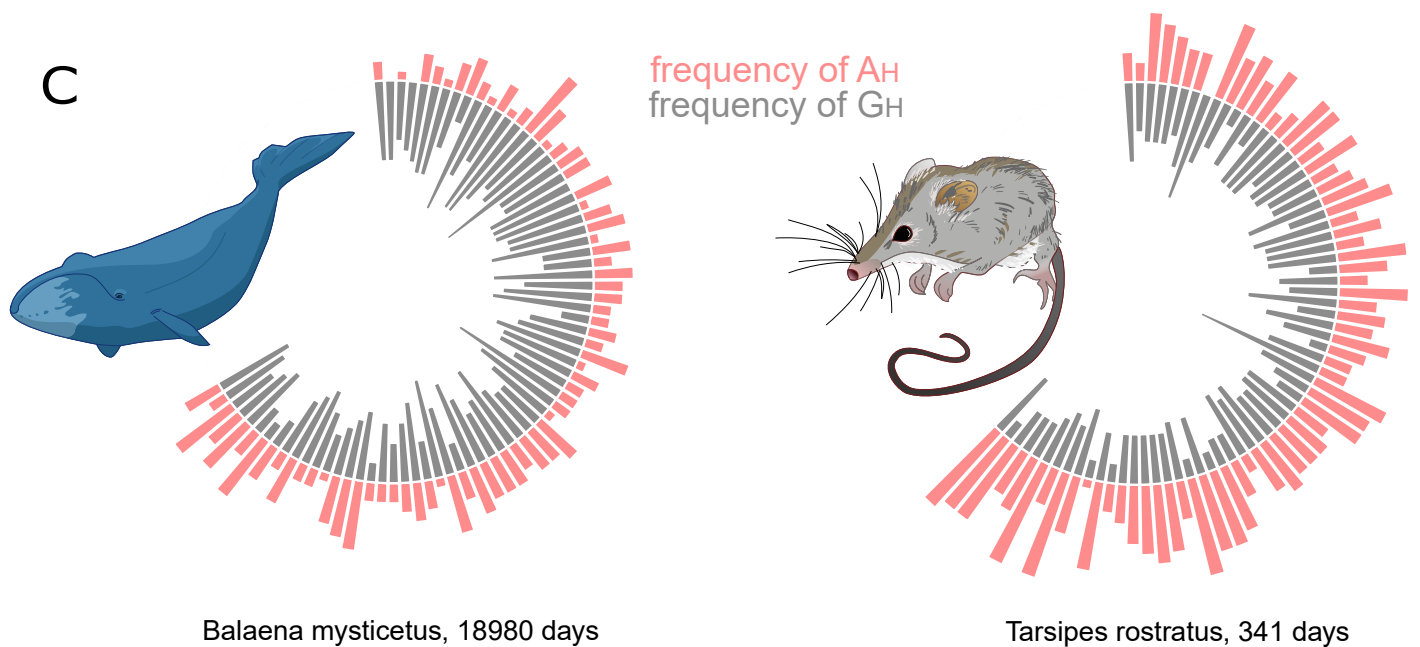 C
frequency of AH
frequency of GH
Balaena mysticetus, 18980 days
Tarsipes rostratus, 341 days